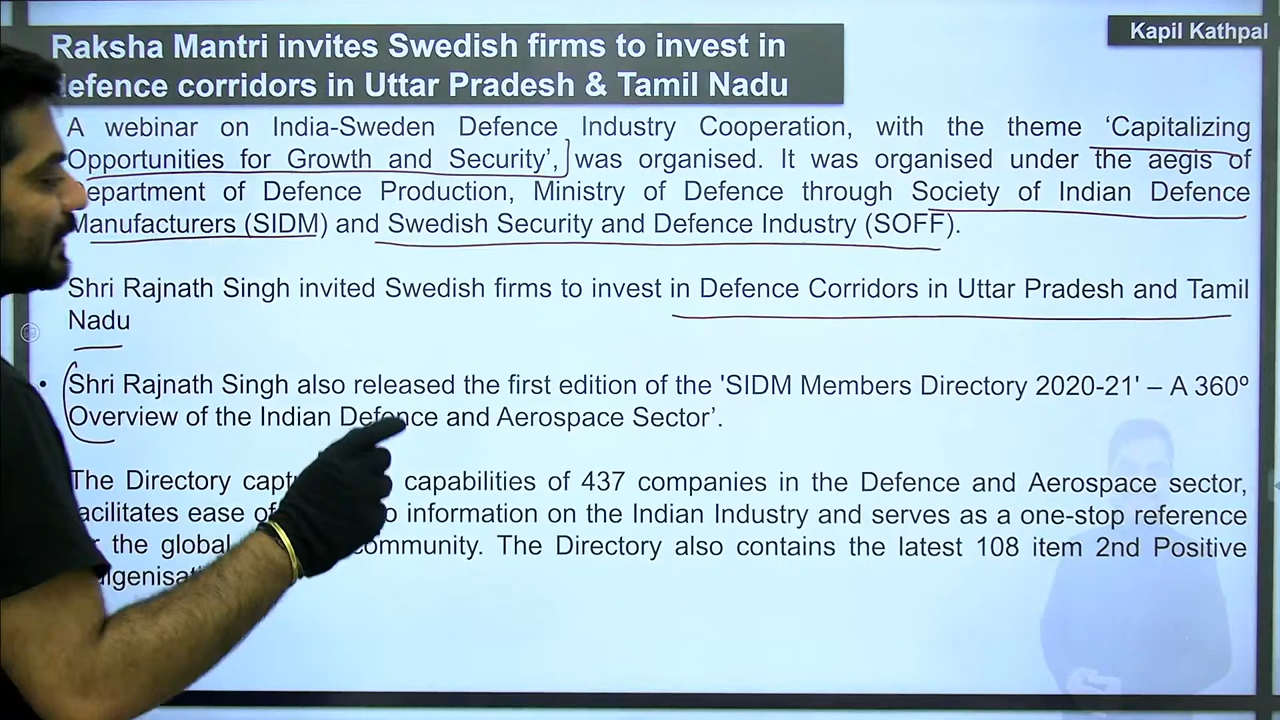 Kapil Kathpal
Raksha Mantri invites Swedish firms to invest in
defence corridors in Uttar Pradesh & Tamil Nadu
A webinar on India-Sweden Defence Industry Cooperation, with the theme ‘Capitalizing
Opportunities for Growth and Security’, was organised. It was organised under the aegis of
Department of Defence Production, Ministry of Defence through Society of Indian Defence
Manufacturers (SIDM) and Swedish Security and Defence Industry (SOFF).
Shri Rajnath Singh invited Swedish firms to invest in Defence Corridors in Uttar Pradesh and Tamil
Nadu
• Shri Rajnath Singh also released the first edition of the 'SIDM Members Directory 2020-21' – A 360º
Overview of the Indian Defence and Aerospace Sector’.
The Directory capabilities of 437 companies in the Defence and Aerospace sector,
facilitates ease of information on the Indian Industry and serves as a one-stop reference
the global community. The Directory also contains the latest 108 item 2nd Positive